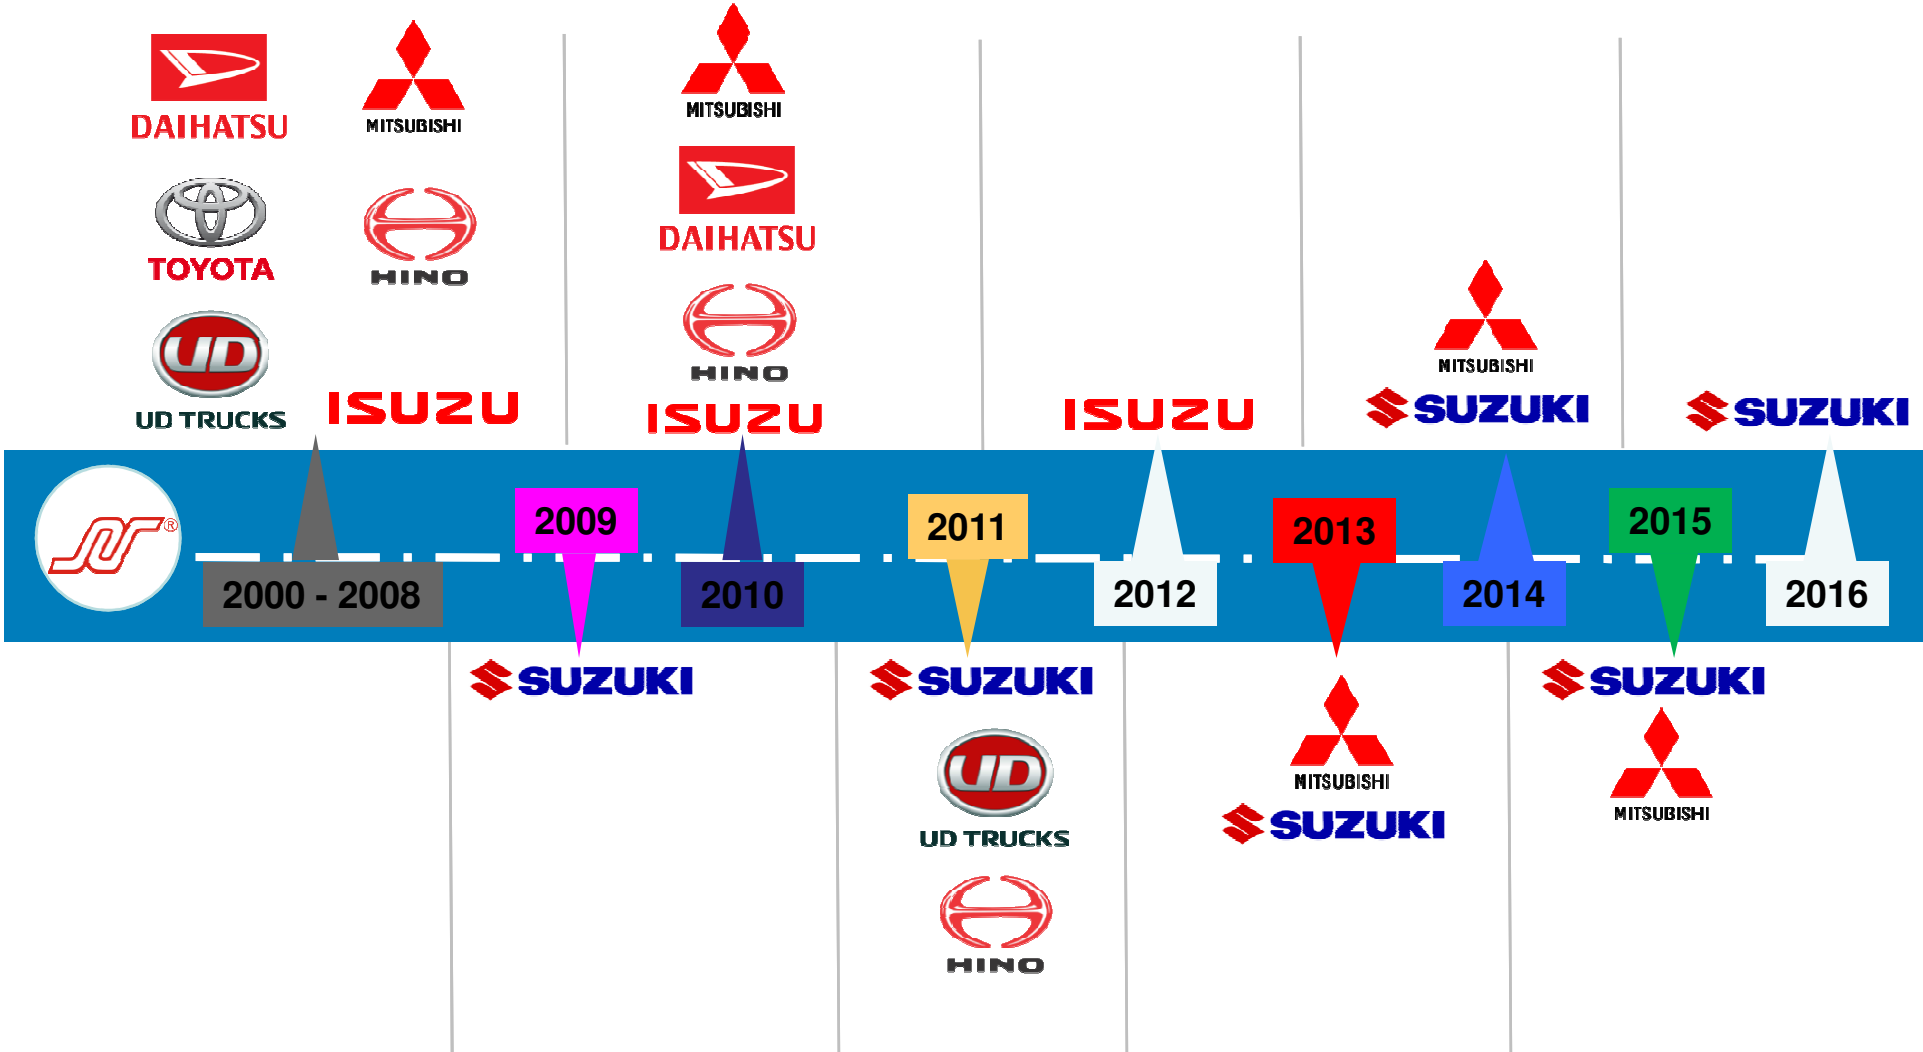 DAIHATSU
MITSUBISHI
TOYOTA
HINO
UD
UD TRUCKS
ISUZU
MITSUBISHI
DAIHATSU
HINO
ISUZU
ISUZU
MITSUBISHI
SUZUKI
SUZUKI
®
2000 - 2008
2009
2010
2011
2012
2013
2014
2015
2016
SUZUKI
SUZUKI
UD
UD TRUCKS
HINO
MITSUBISHI
SUZUKI
SUZUKI
MITSUBISHI